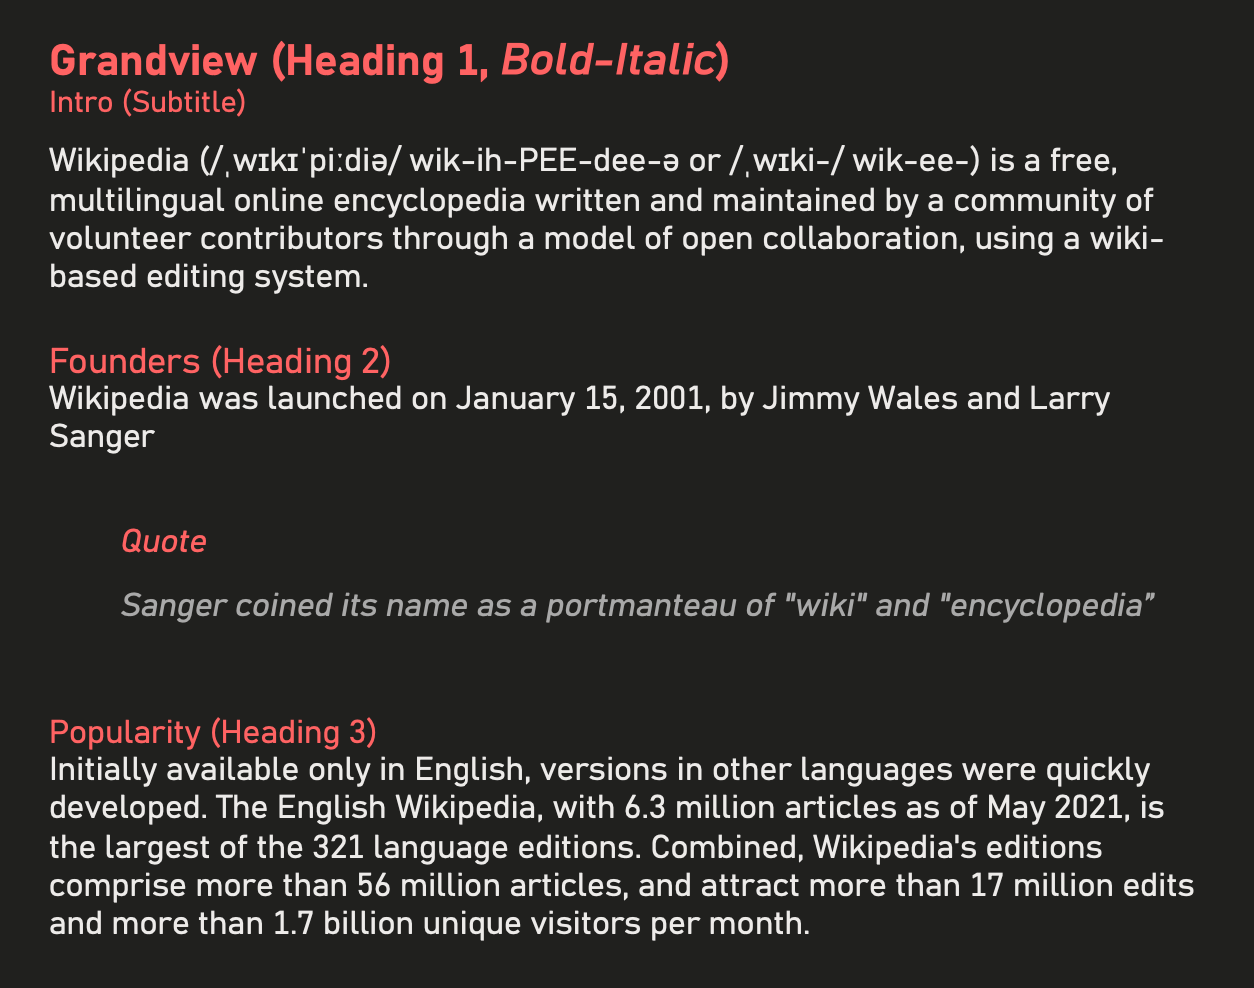 Grandview (Heading 1, Bold-Italic)
Intro (Subtitle)
Wikipedia (/ˌwɪkɪˈpiːdiə/ wik-ih-PEE-dee-ə or /ˌwɪki-/ wik-ee-) is a free,
multilingual online encyclopedia written and maintained by a community of
volunteer contributors through a model of open collaboration, using a wiki-
based editing system.
Founders (Heading 2)
Wikipedia was launched on January 15, 2001, by Jimmy Wales and Larry
Sanger
Quote
Sanger coined its name as a portmanteau of "wiki" and "encyclopedia”
Popularity (Heading 3)
Initially available only in English, versions in other languages were quickly
developed. The English Wikipedia, with 6.3 million articles as of May 2021, is
the largest of the 321 language editions. Combined, Wikipedia's editions
comprise more than 56 million articles, and attract more than 17 million edits
and more than 1.7 billion unique visitors per month.